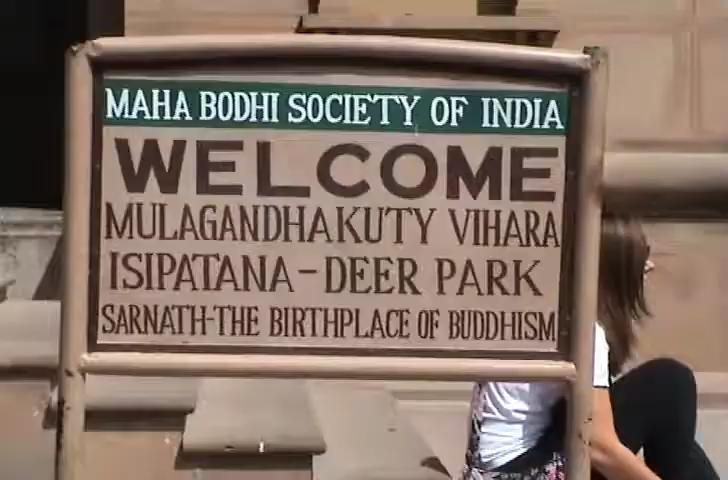 MAHA BODHI SOCIETY OF INDIA
WELCOME
MULAGANDHAKUTY VIHARA
ISIPATANA-DEER PARK
SARNATH-THE BIRTHPLACE OF BUDDHISM